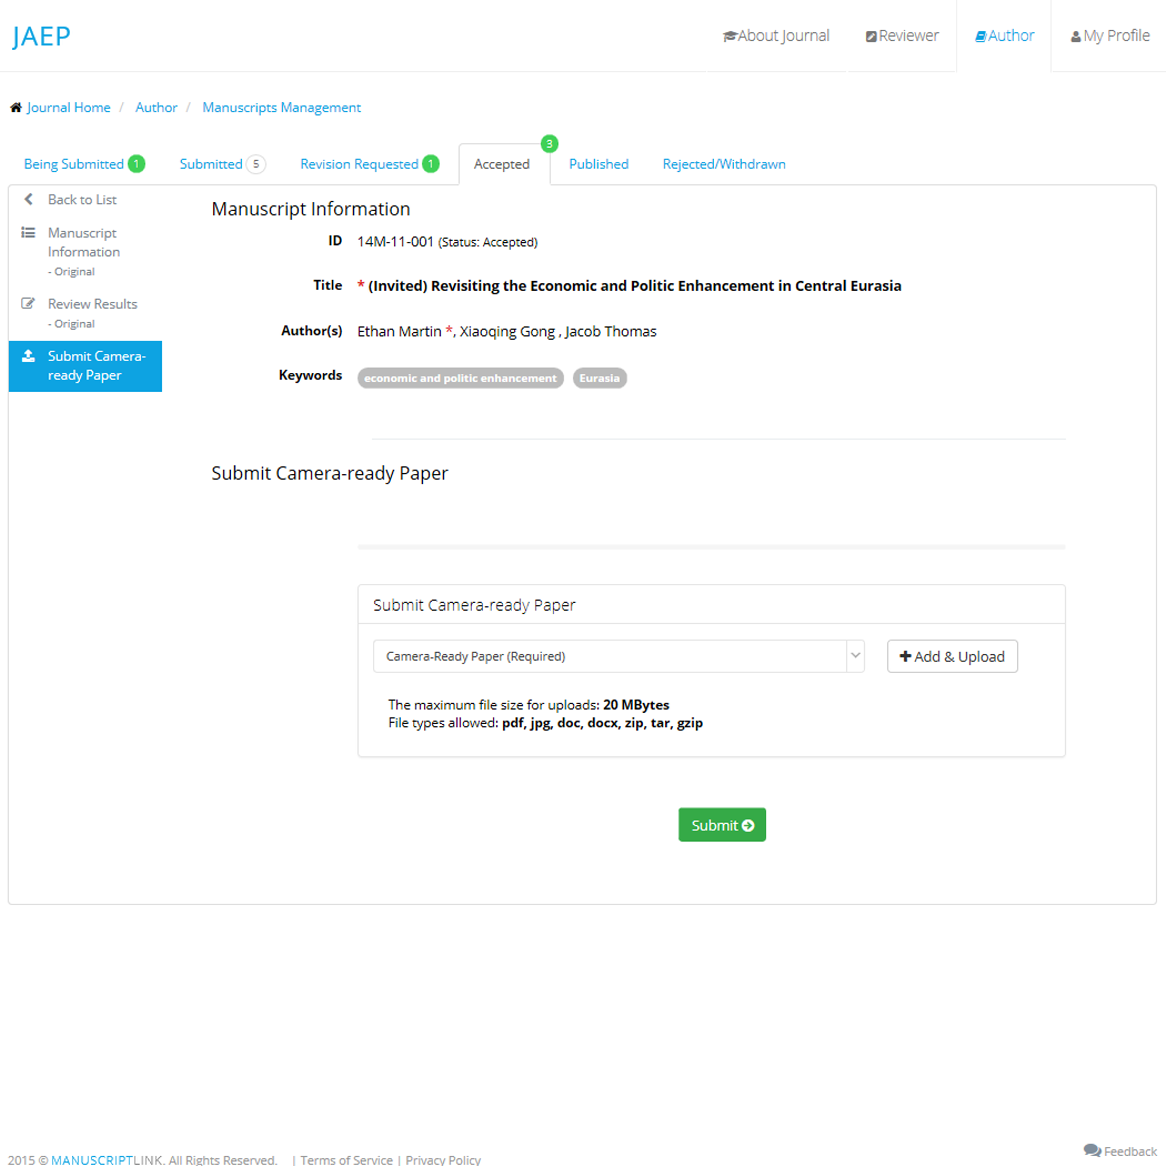 JAEP
About Journal
Reviewer
Author
My Profile
Journal Home / Author / Manuscripts Management
Being Submitted 1
Submitted 5
Revision Requested 1
Accepted 3
Published
Rejected/Withdrawn
Back to List
Manuscript
Information
- Original
Review Results
- Original
Submit Camera-
ready Paper
Manuscript Information
ID 14M-11-001 (Status: Accepted)
Title * (Invited) Revisiting the Economic and Politic Enhancement in Central Eurasia
Author(s) Ethan Martin *, Xiaoqing Gong , Jacob Thomas
Keywords economic and politic enhancement Eurasia
Submit Camera-ready Paper
Submit Camera-ready Paper
Camera-Ready Paper (Required)
Add & Upload
The maximum file size for uploads: 20 MBytes
File types allowed: pdf, jpg, doc, docx, zip, tar, gzip
Submit
Feedback
2015 © MANUSCRIPTLINK. All Rights Reserved. | Terms of Service | Privacy Policy